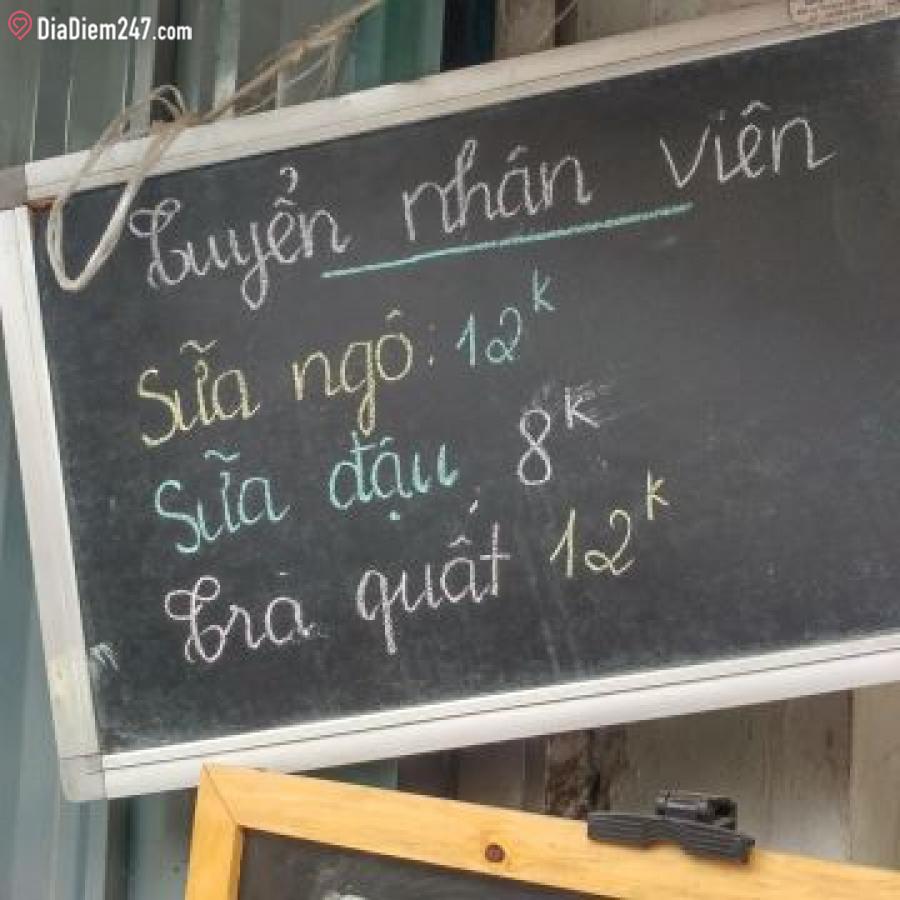 DiaDiem247.com
Tuyển nhân viên
Sữa ngô: 12k
Sữa đậu 8k
Trà quất 12k